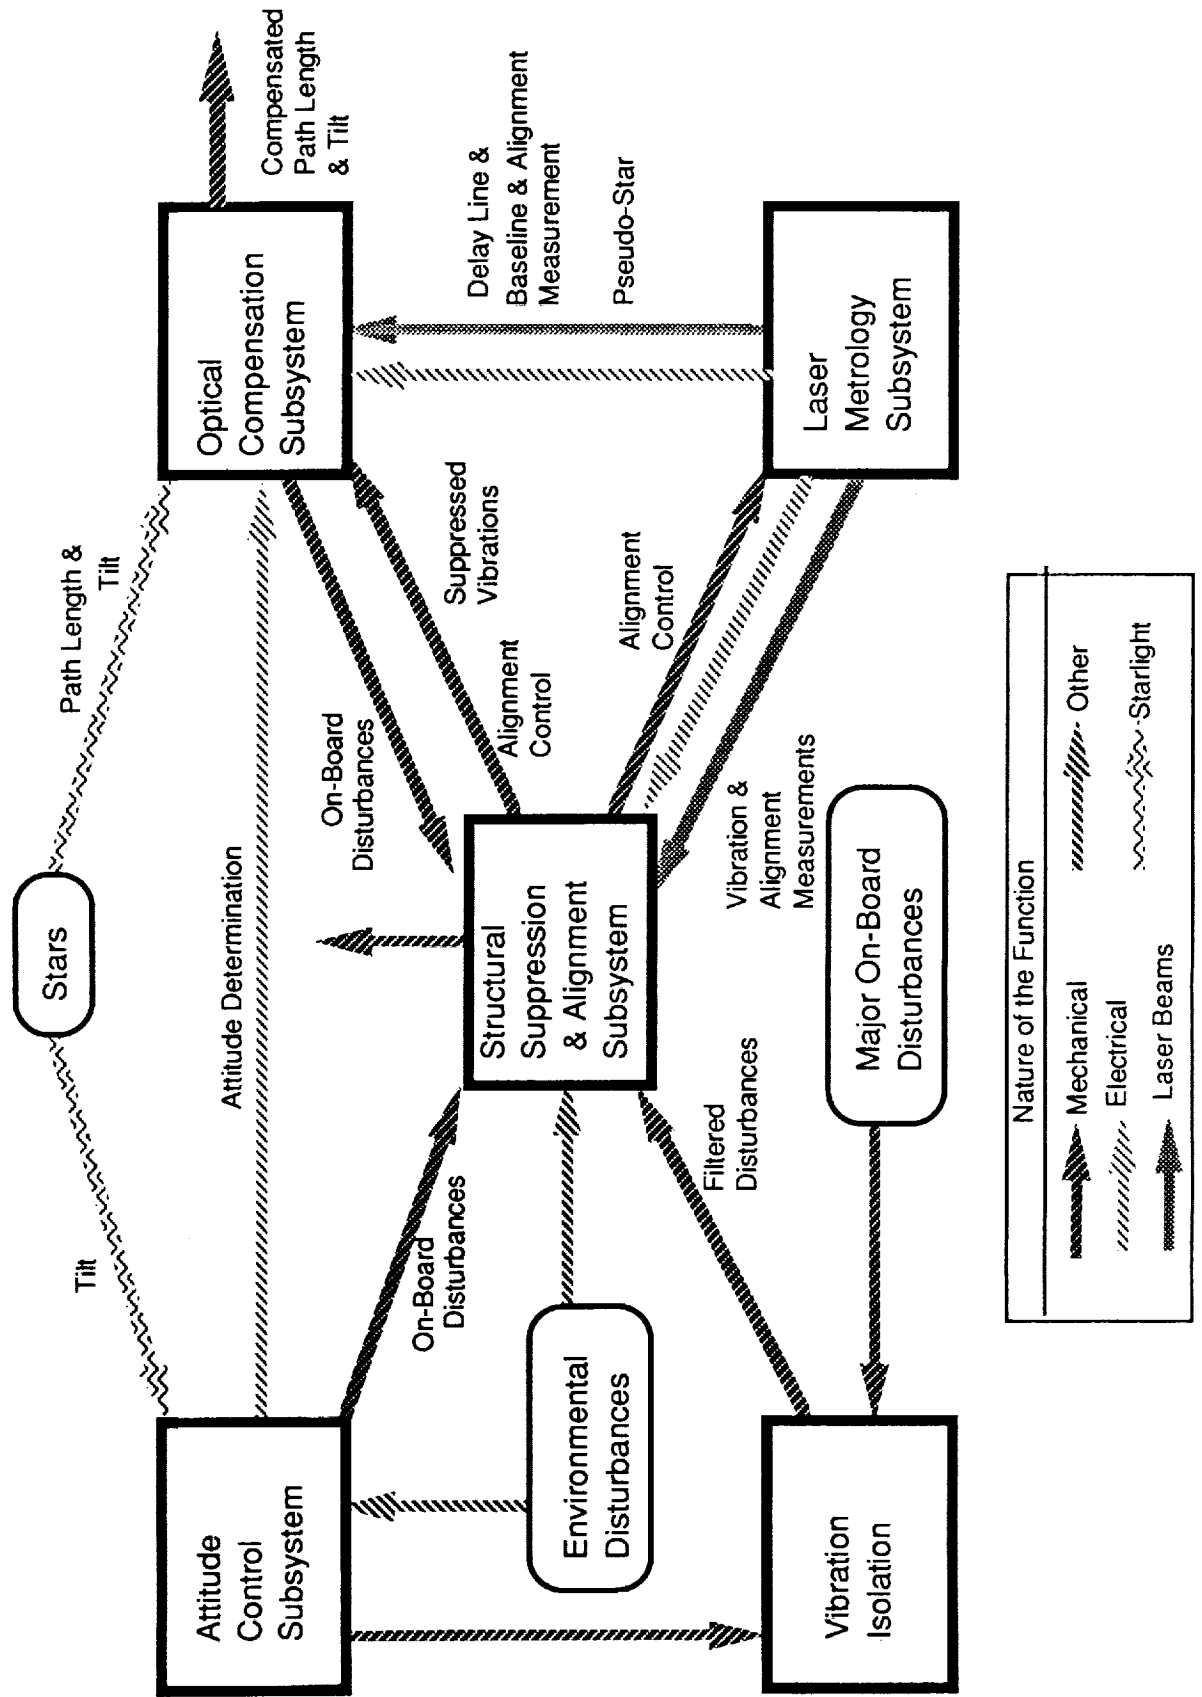 Stars
Tilt
Path Length &
Tilt
Attitude
Control
Subsystem
Attitude Determination
Optical
Compensation
Subsystem
Compensated
Path Length
& Tilt
On-Board
Disturbances
On-Board
Disturbances
Suppressed
Vibrations
Alignment
Control
Delay Line &
Baseline & Alignment
Measurement
Pseudo-Star
Environmental
Disturbances
Structural
Suppression
& Alignment
Subsystem
Alignment
Control
Filtered
Disturbances
Vibration &
Alignment
Measurements
Vibration
Isolation
Major On-Board
Disturbances
Laser
Metrology
Subsystem
Nature of the Function
Mechanical
Other
Electrical
Starlight
Laser Beams